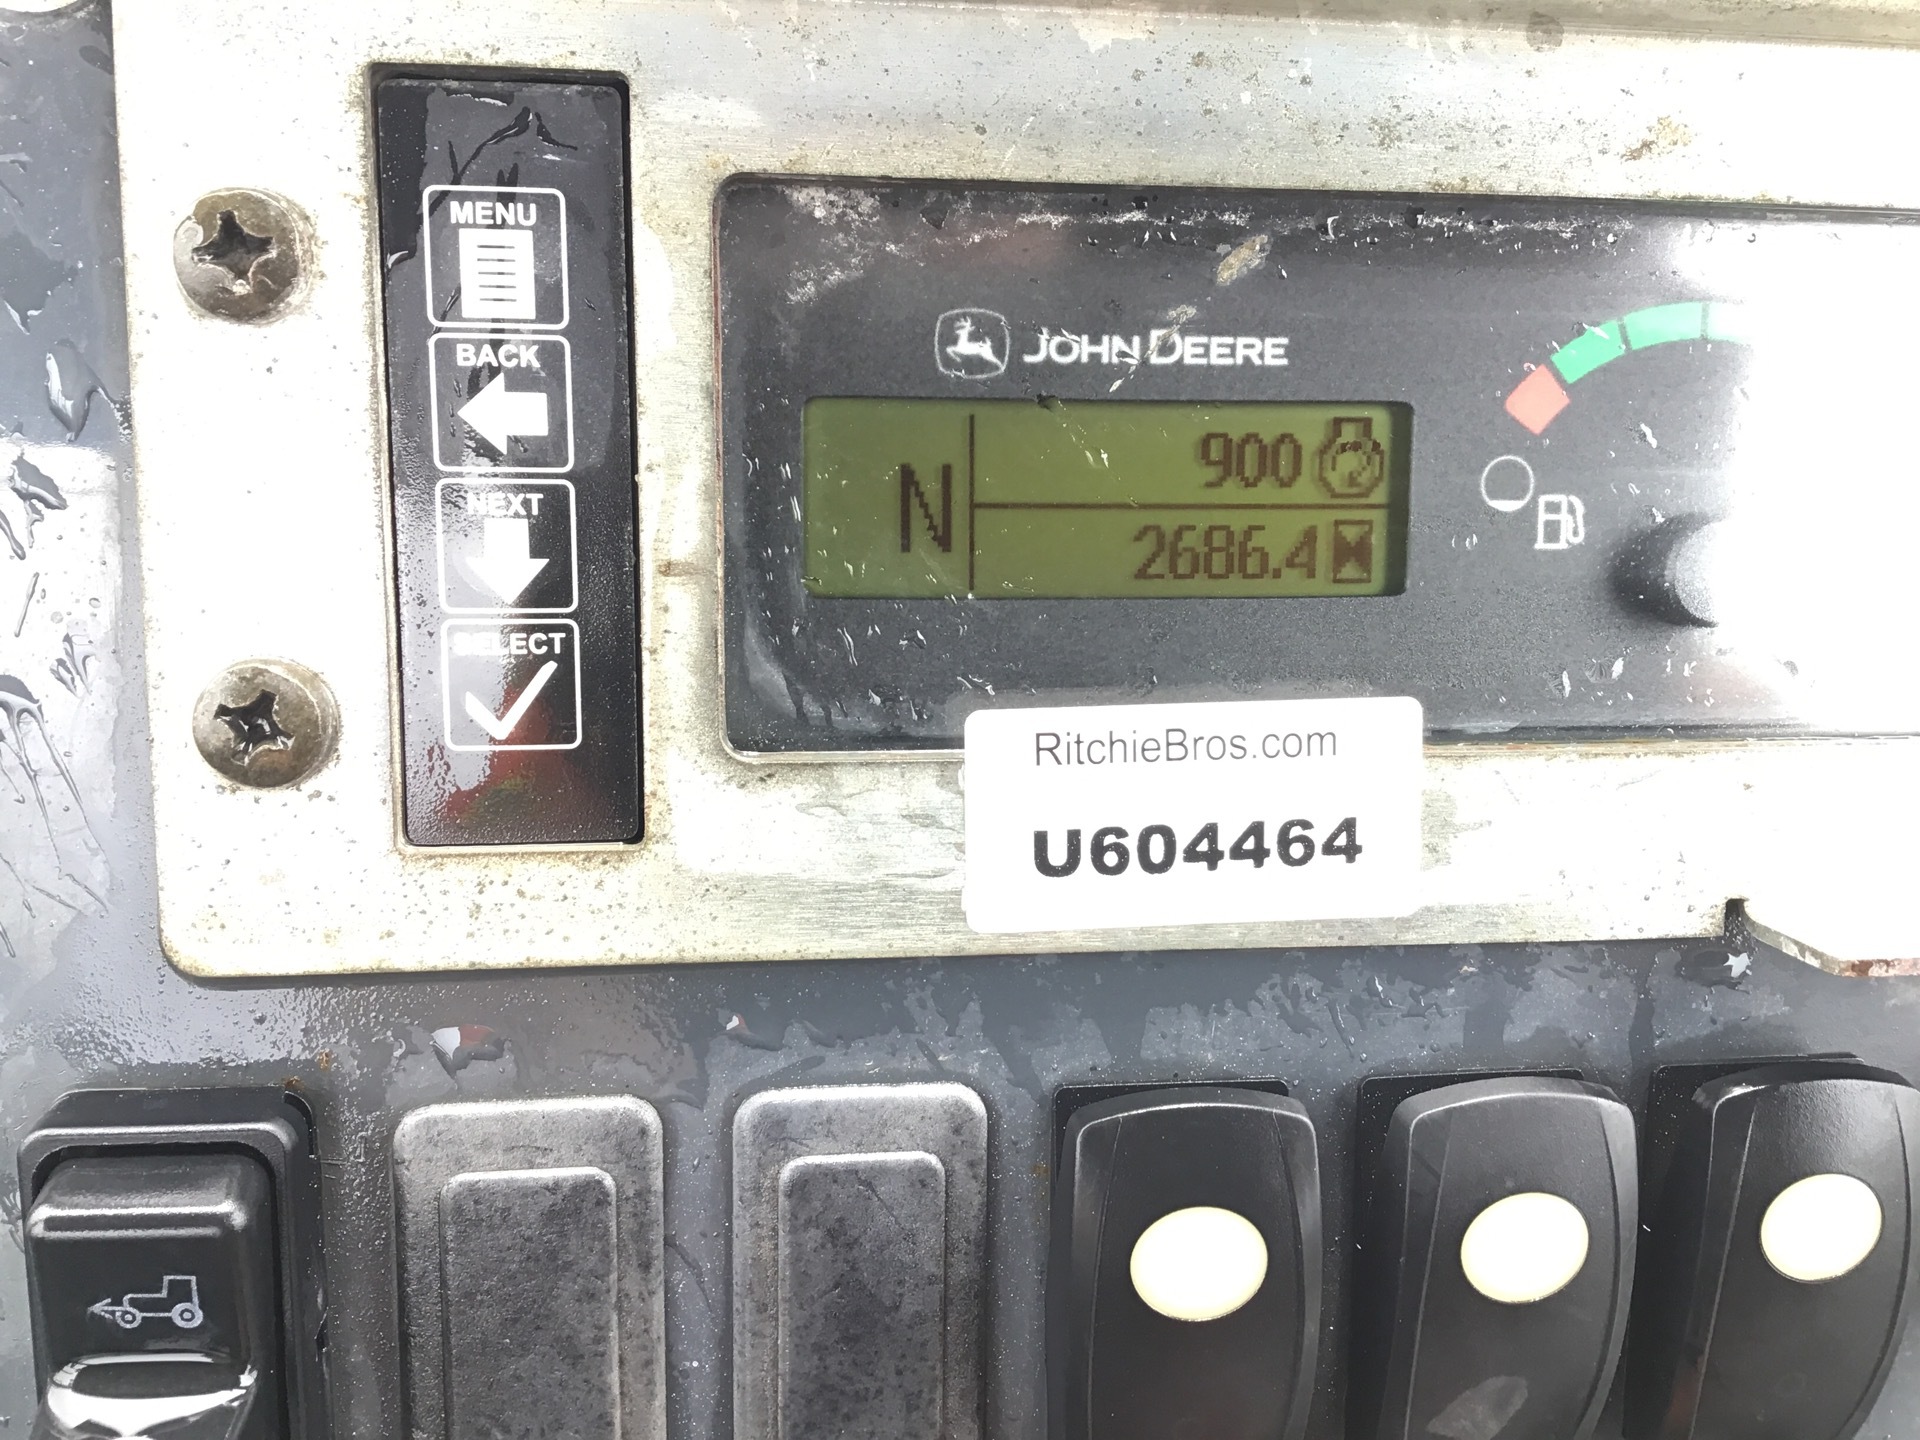 MENU
BACK
NEXT
SELECT
JOHN DEERE
N
900
2686.4
RitchieBros.com
U604464